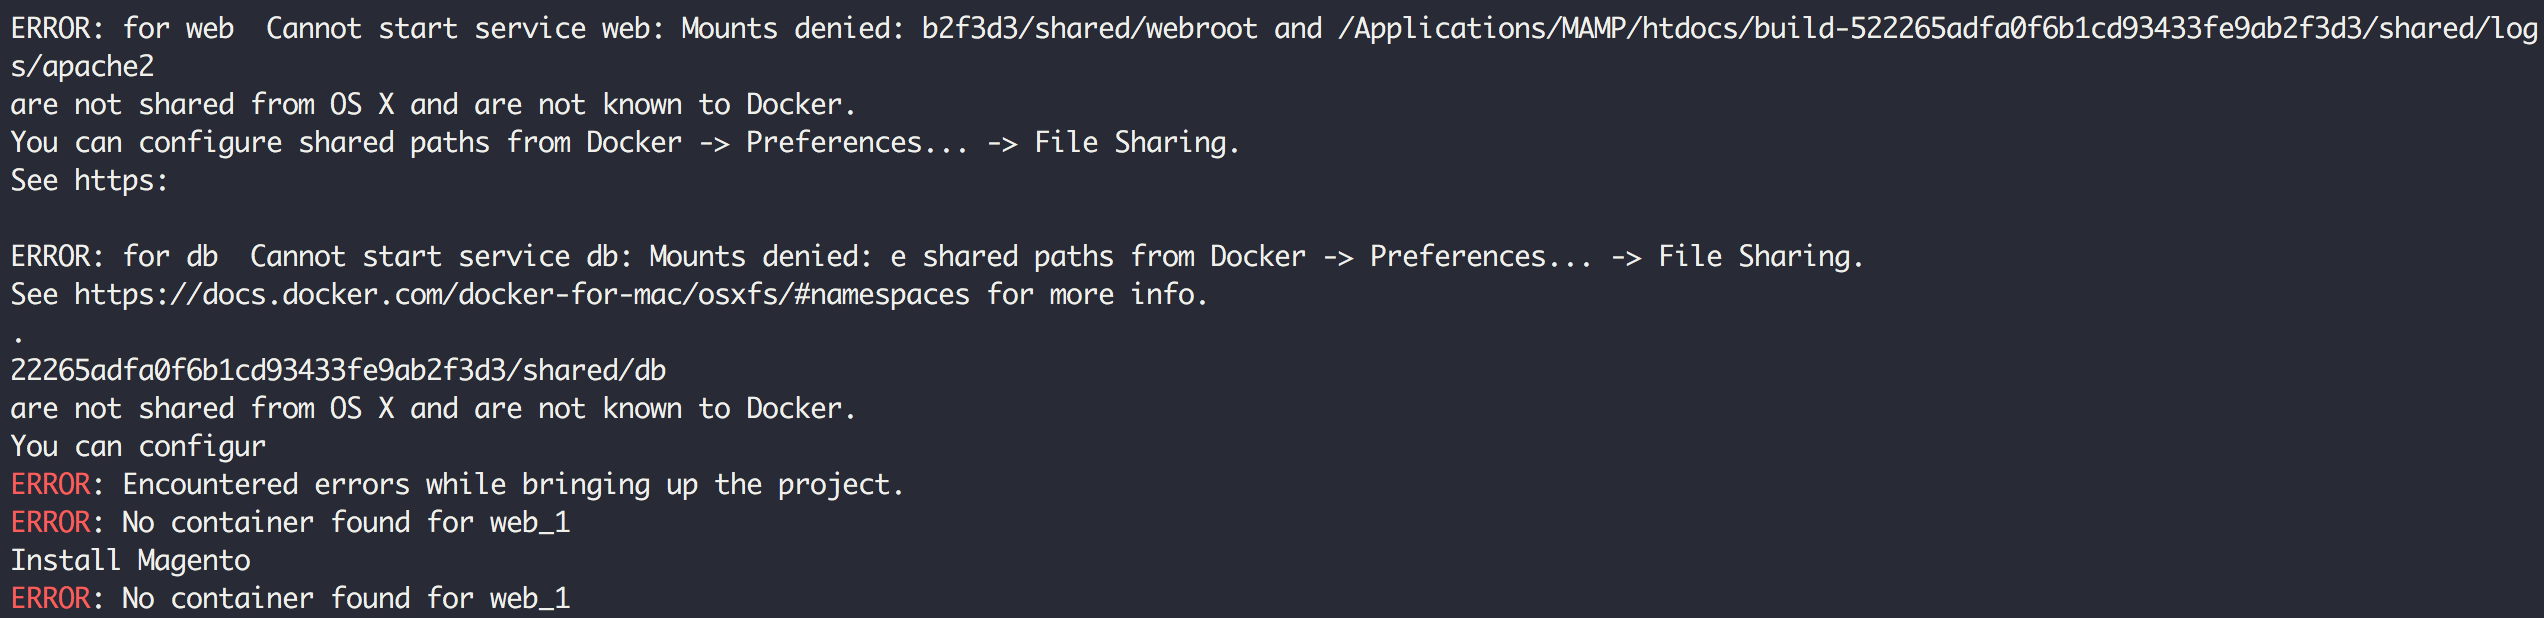 ERROR: for web  Cannot start service web: Mounts denied: b2f3d3/shared/webroot and /Applications/MAMP/htdocs/build-522265adfa0f6b1cd93433fe9ab2f3d3/shared/log
s/apache2
are not shared from OS X and are not known to Docker.
You can configure shared paths from Docker -> Preferences... -> File Sharing.
See https:
ERROR: for db  Cannot start service db: Mounts denied: e shared paths from Docker -> Preferences... -> File Sharing.
See https://docs.docker.com/docker-for-mac/osxfs/#namespaces for more info.
.
22265adfa0f6b1cd93433fe9ab2f3d3/shared/db
are not shared from OS X and are not known to Docker.
You can configur
ERROR: Encountered errors while bringing up the project.
ERROR: No container found for web_1
Install Magento
ERROR: No container found for web_1